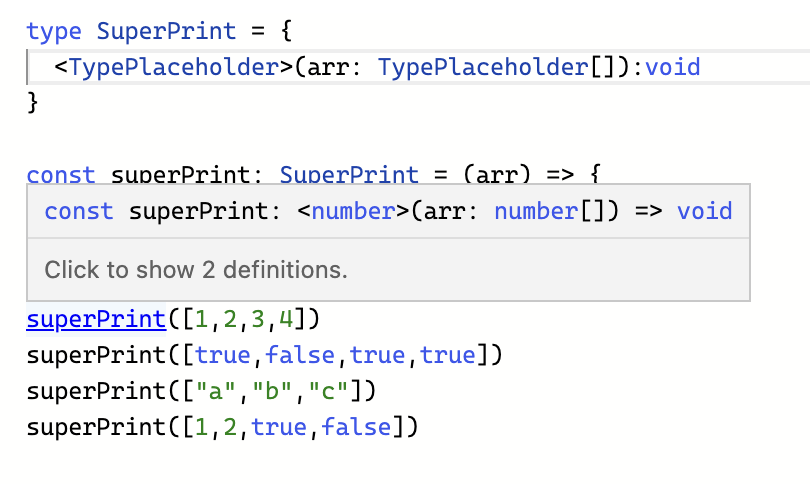 type SuperPrint = {
  <TypePlaceholder>(arr: TypePlaceholder[]):void
}
const superPrint: SuperPrint = (arr) => {
const superPrint: <number>(arr: number[]) => void
Click to show 2 definitions.
superPrint([1,2,3,4])
superPrint([true,false,true,true])
superPrint(["a","b","c"])
superPrint([1,2,true,false])